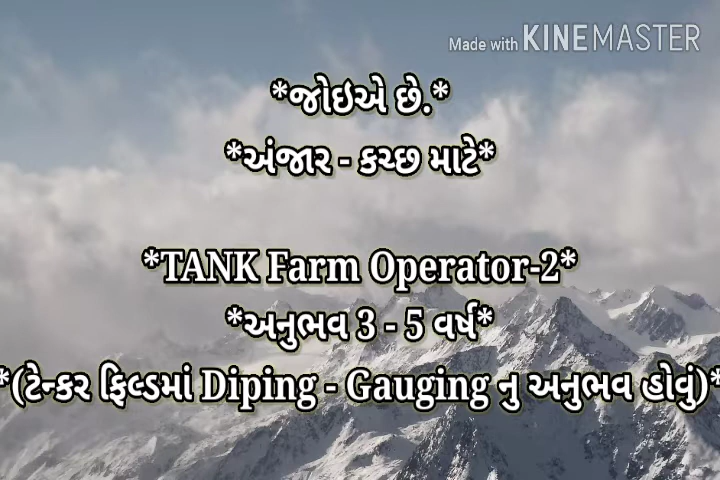 Made with KINEMASTER
*જોઇએ છે.*
*અંજાર - કચ્છ માટે*
*TANK Farm Operator-2*
*અનુભવ 3 - 5 વર્ષ*
*(ટેન્કર ફિલ્ડમાં Diping - Gauging નુ અનુભવ હોવું)*